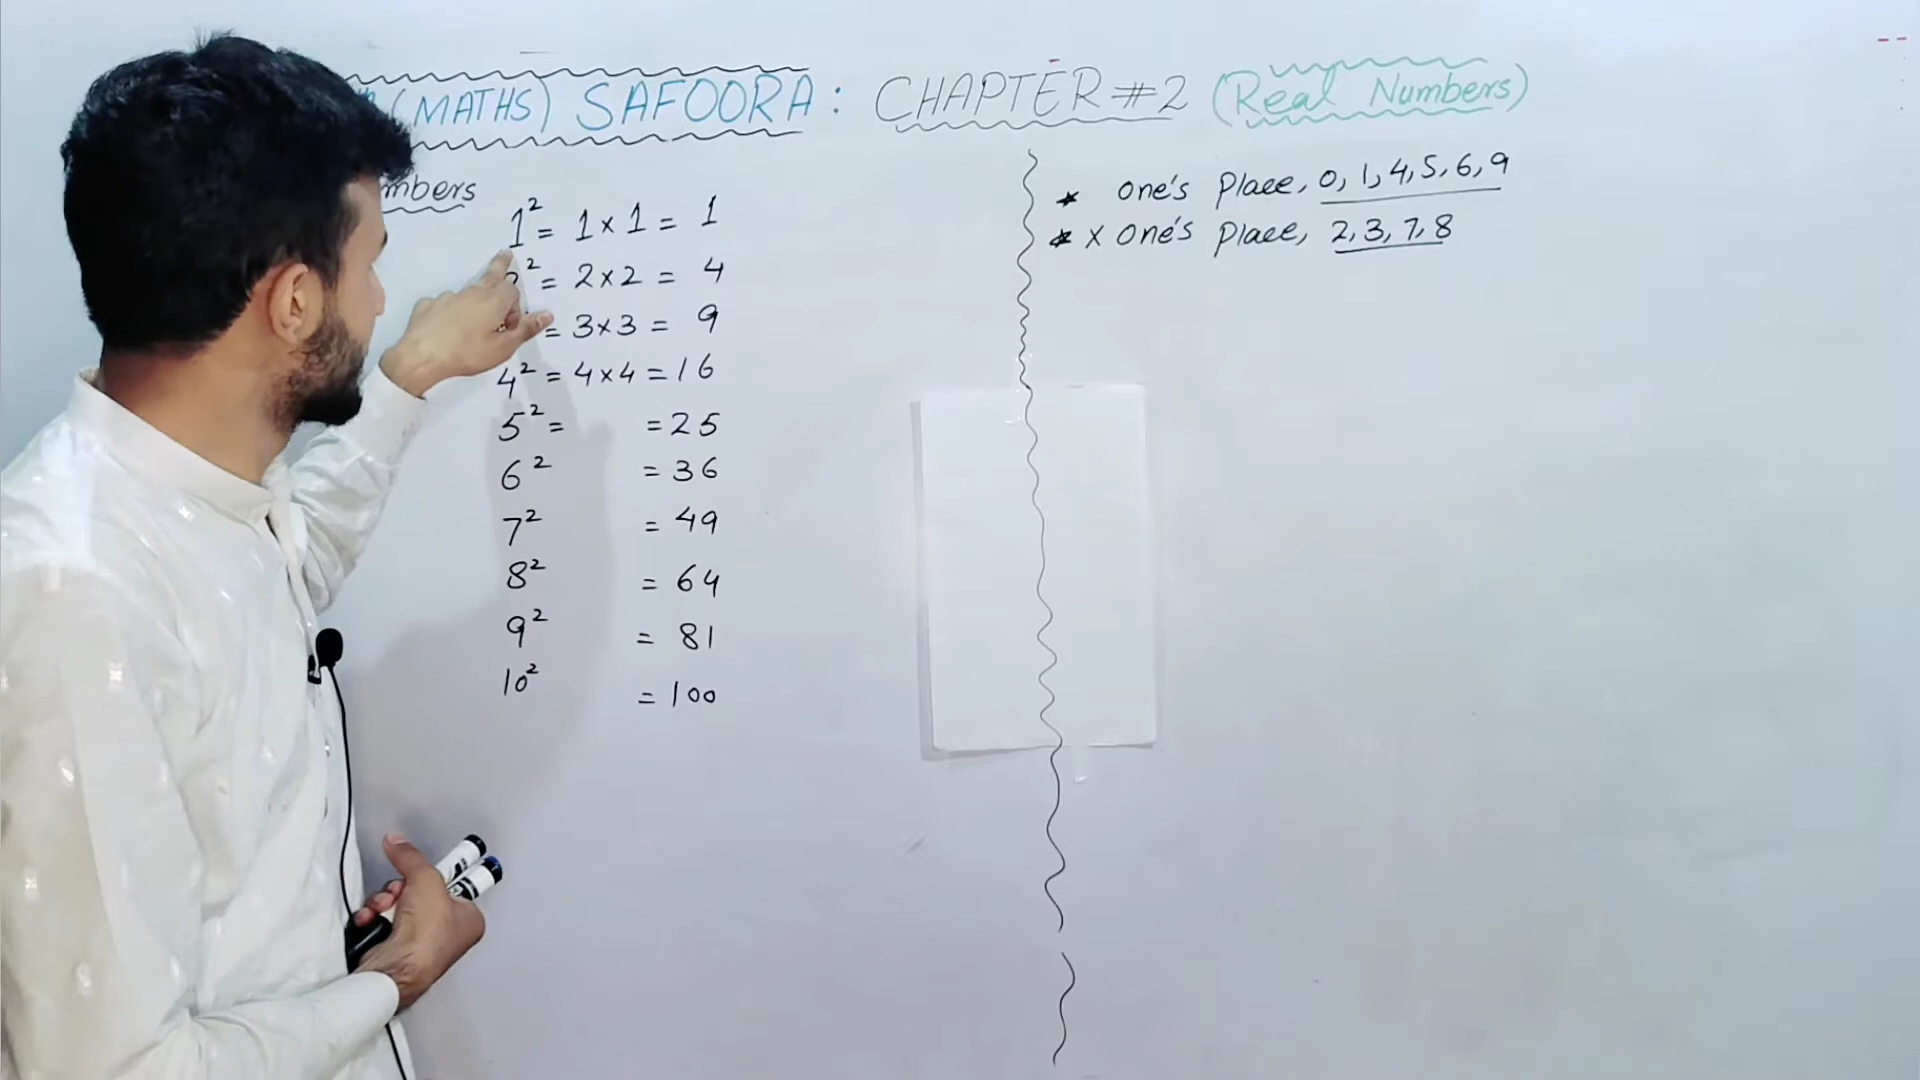 (MATHS) SAFOORA: CHAPTER #2 (Real Numbers)
mbers
1² = 1 × 1 = 1
2² = 2 × 2 = 4
= 3 × 3 = 9
4² = 4 × 4 = 16
5² = = 25
6² = 36
7² = 49
8² = 64
9² = 81
10² = 100
* One's Place, 0, 1, 4, 5, 6, 9
* × One's Place, 2, 3, 7, 8